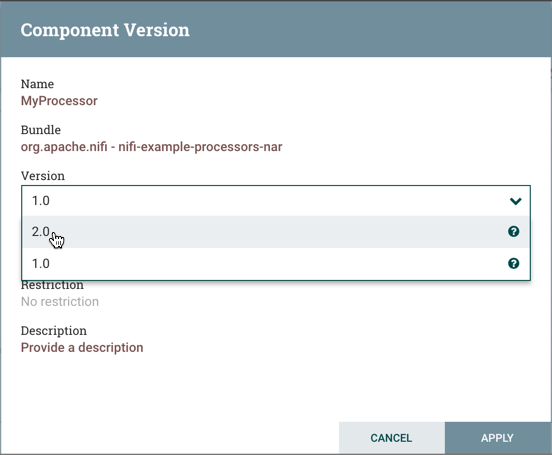 Component Version
Name
MyProcessor
Bundle
org.apache.nifi - nifi-example-processors-nar
Version
1.0
2.0
1.0
Restriction
No restriction
Description
Provide a description
CANCEL
APPLY